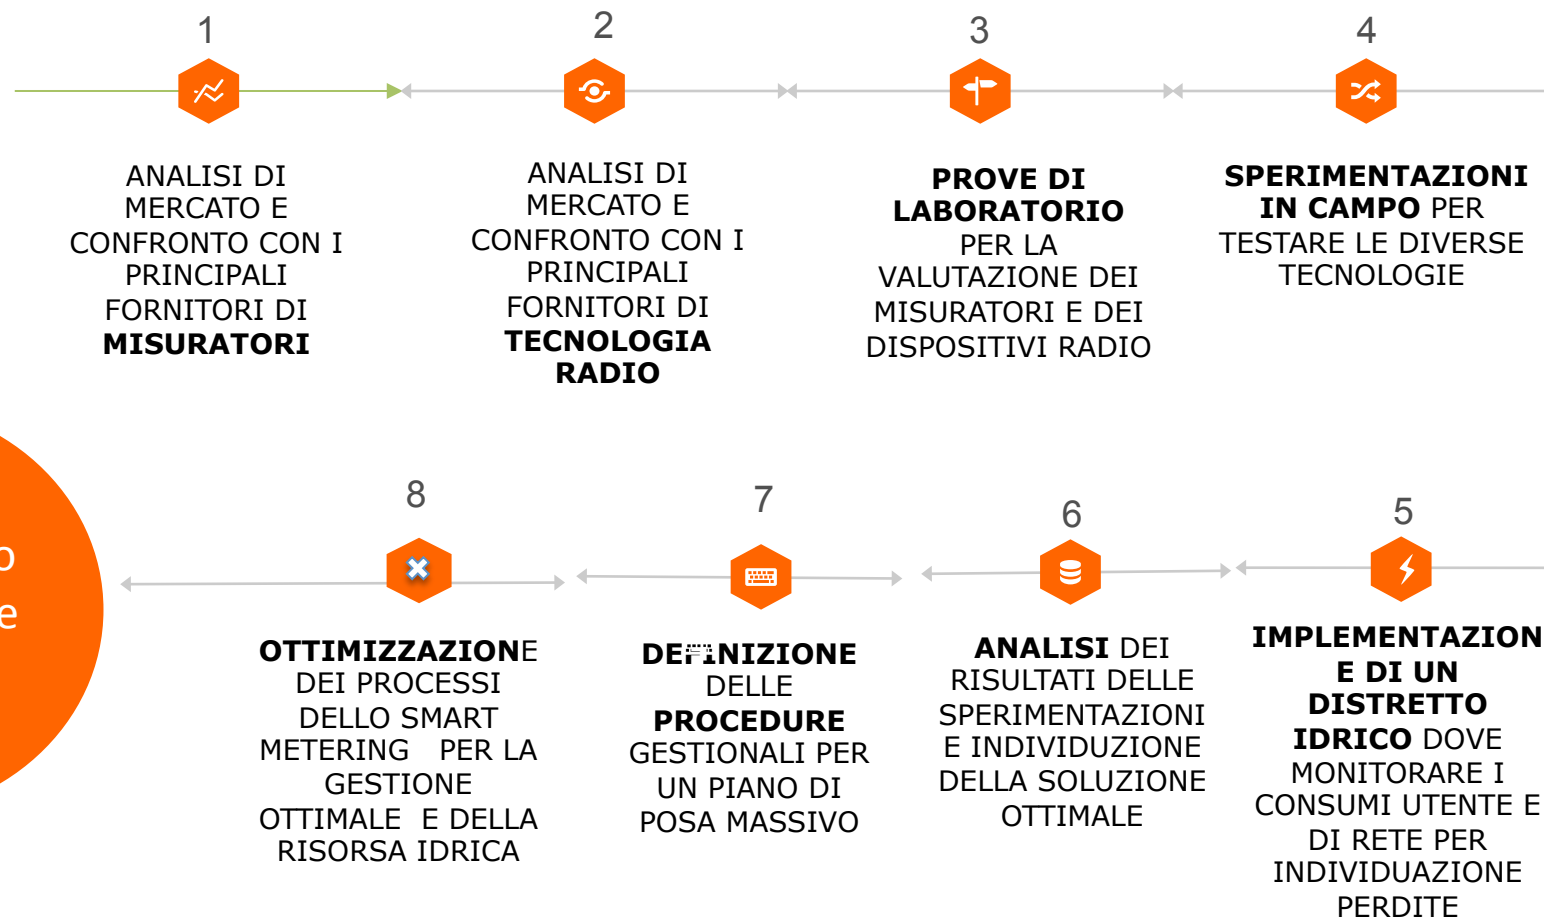 1
ANALISI DI
MERCATO E
CONFRONTO CON I
PRINCIPALI
FORNITORI DI
MISURATORI
2
ANALISI DI
MERCATO E
CONFRONTO CON I
PRINCIPALI
FORNITORI DI
TECNOLOGIA
RADIO
3
PROVE DI
LABORATORIO
PER LA
VALUTAZIONE DEI
MISURATORI E DEI
DISPOSITIVI RADIO
4
SPERIMENTAZIONI
IN CAMPO PER
TESTARE LE DIVERSE
TECNOLOGIE
o
e
8
OTTIMIZZAZIONE
DEI PROCESSI
DELLO SMART
METERING PER LA
GESTIONE
OTTIMALE E DELLA
RISORSA IDRICA
7
DEFINIZIONE
DELLE
PROCEDURE
GESTIONALI PER
UN PIANO DI
POSA MASSIVO
6
ANALISI DEI
RISULTATI DELLE
SPERIMENTAZIONI
E INDIVIDUZIONE
DELLA SOLUZIONE
OTTIMALE
5
IMPLEMENTAZION
E DI UN
DISTRETTO
IDRICO DOVE
MONITORARE I
CONSUMI UTENTE E
DI RETE PER
INDIVIDUAZIONE
PERDITE